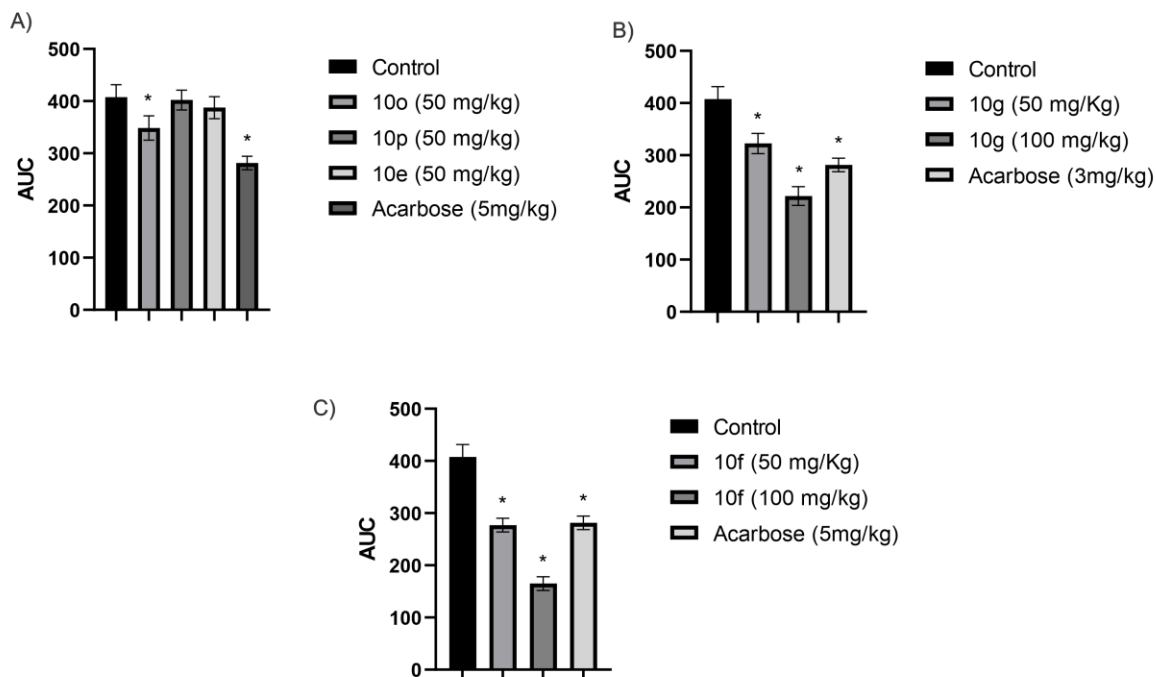 A)
AUC
500
400
300
200
100
0
*
*
Control
10o (50 mg/kg)
10p (50 mg/kg)
10e (50 mg/kg)
Acarbose (5mg/kg)
B)
AUC
500
400
300
200
100
0
*
*
*
Control
10g (50 mg/Kg)
10g (100 mg/kg)
Acarbose (3mg/kg)
C)
AUC
500
400
300
200
100
0
*
*
*
Control
10f (50 mg/Kg)
10f (100 mg/kg)
Acarbose (5mg/kg)